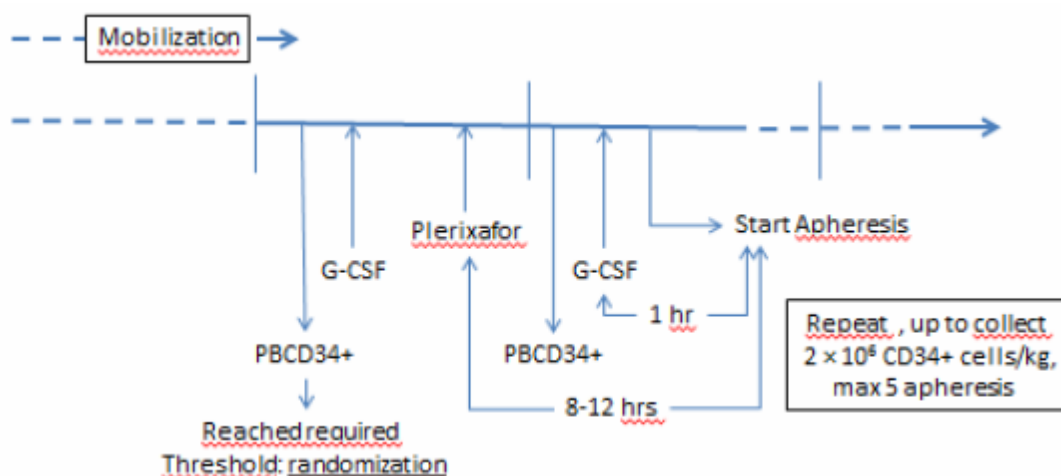 Mobilization
Plerixafor
Start Apheresis
G-CSF
G-CSF
1 hr
PBCD34+
PBCD34+
8-12 hrs
Reached required
Threshold: randomization
Repeat , up to collect
2 × 10⁶ CD34+ cells/kg,
max 5 apheresis